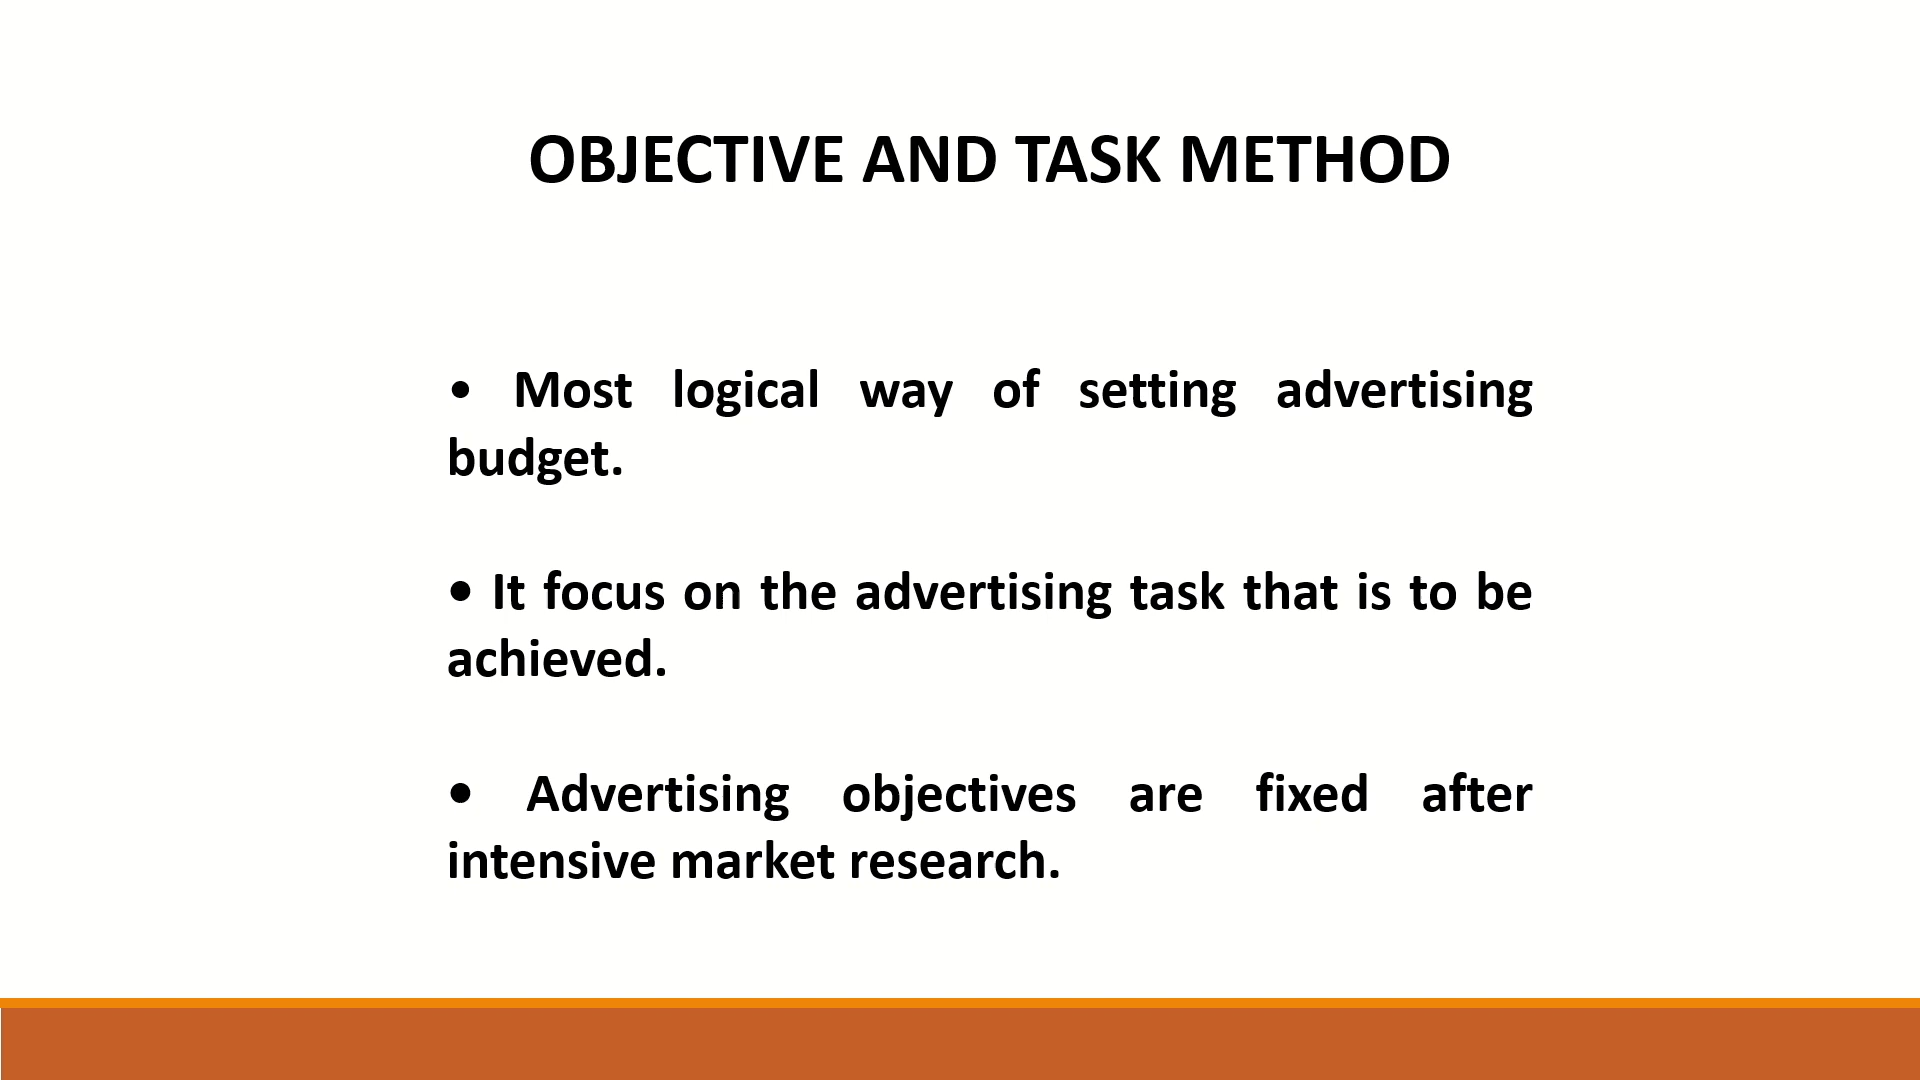 OBJECTIVE AND TASK METHOD
• Most logical way of setting advertising
budget.
• It focus on the advertising task that is to be
achieved.
• Advertising objectives are fixed after
intensive market research.